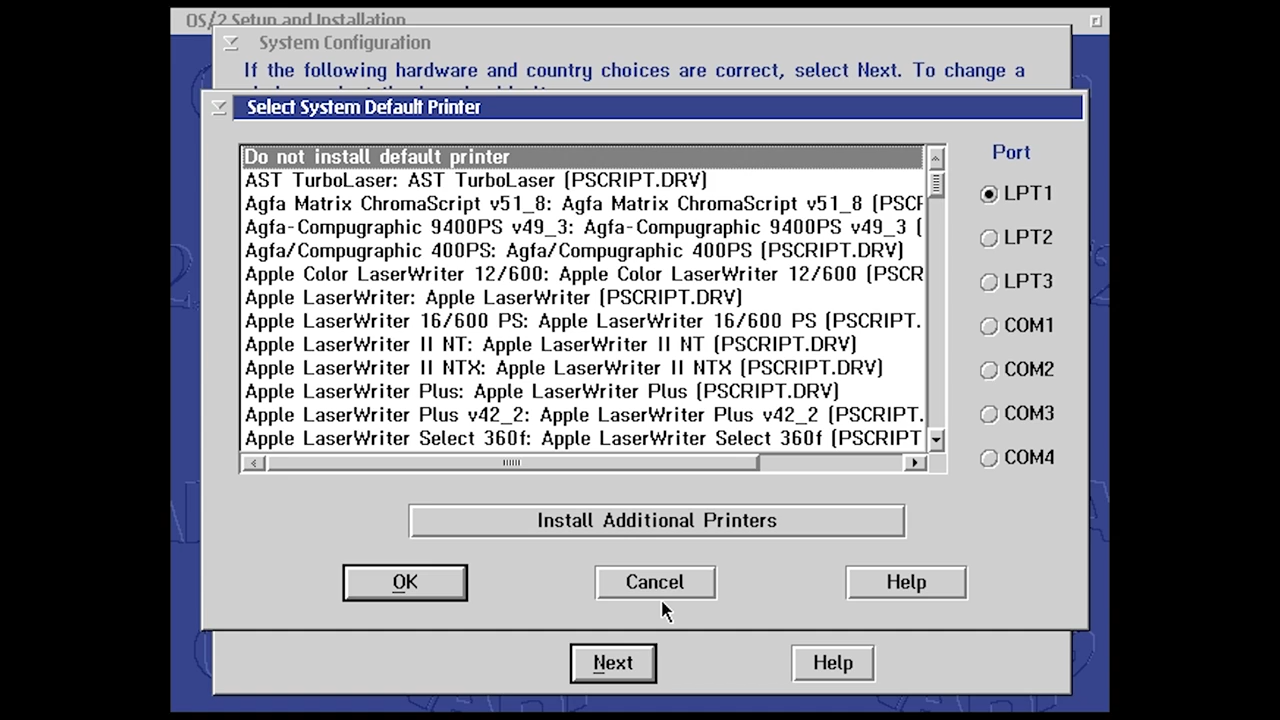 OS/2 Setup and Installation
System Configuration
If the following hardware and country choices are correct, select Next. To change a
Select System Default Printer
Do not install default printer
AST TurboLaser: AST TurboLaser (PSCRIPT.DRV)
Agfa Matrix ChromaScript v51_8: Agfa Matrix ChromaScript v51_8 (PSCF
Agfa-Compugraphic 9400PS v49_3: Agfa-Compugraphic 9400PS v49_3 (
Agfa/Compugraphic 400PS: Agfa/Compugraphic 400PS (PSCRIPT.DRV)
Apple Color LaserWriter 12/600: Apple Color LaserWriter 12/600 (PSCR
Apple LaserWriter: Apple LaserWriter (PSCRIPT.DRV)
Apple LaserWriter 16/600 PS: Apple LaserWriter 16/600 PS (PSCRIPT.
Apple LaserWriter II NT: Apple LaserWriter II NT (PSCRIPT.DRV)
Apple LaserWriter II NTX: Apple LaserWriter II NTX (PSCRIPT.DRV)
Apple LaserWriter Plus: Apple LaserWriter Plus (PSCRIPT.DRV)
Apple LaserWriter Plus v42_2: Apple LaserWriter Plus v42_2 (PSCRIPT.
Apple LaserWriter Select 360f: Apple LaserWriter Select 360f (PSCRIPT
Port
LPT1
LPT2
LPT3
COM1
COM2
COM3
COM4
Install Additional Printers
OK
Cancel
Help
Next
Help